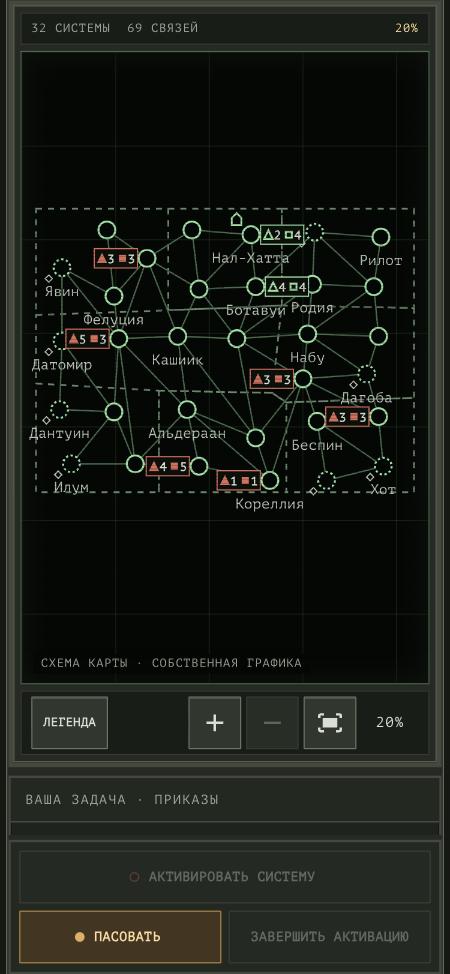 32 СИСТЕМЫ 69 СВЯЗЕЙ 20%
2 4
3 3
Нал-Хатта
Рилот
Явин
4 4
Ботавуи Родия
Фелуция
5 3
Набу
Датомир
Кашиик
3 3
Дагоба
3 3
Дантуин
Альдераан
Беспин
4 5
1 1
Илум
Хот
Кореллия
СХЕМА КАРТЫ · СОБСТВЕННАЯ ГРАФИКА
ЛЕГЕНДА + − 20%
ВАША ЗАДАЧА · ПРИКАЗЫ
АКТИВИРОВАТЬ СИСТЕМУ
ПАСОВАТЬ ЗАВЕРШИТЬ АКТИВАЦИЮ